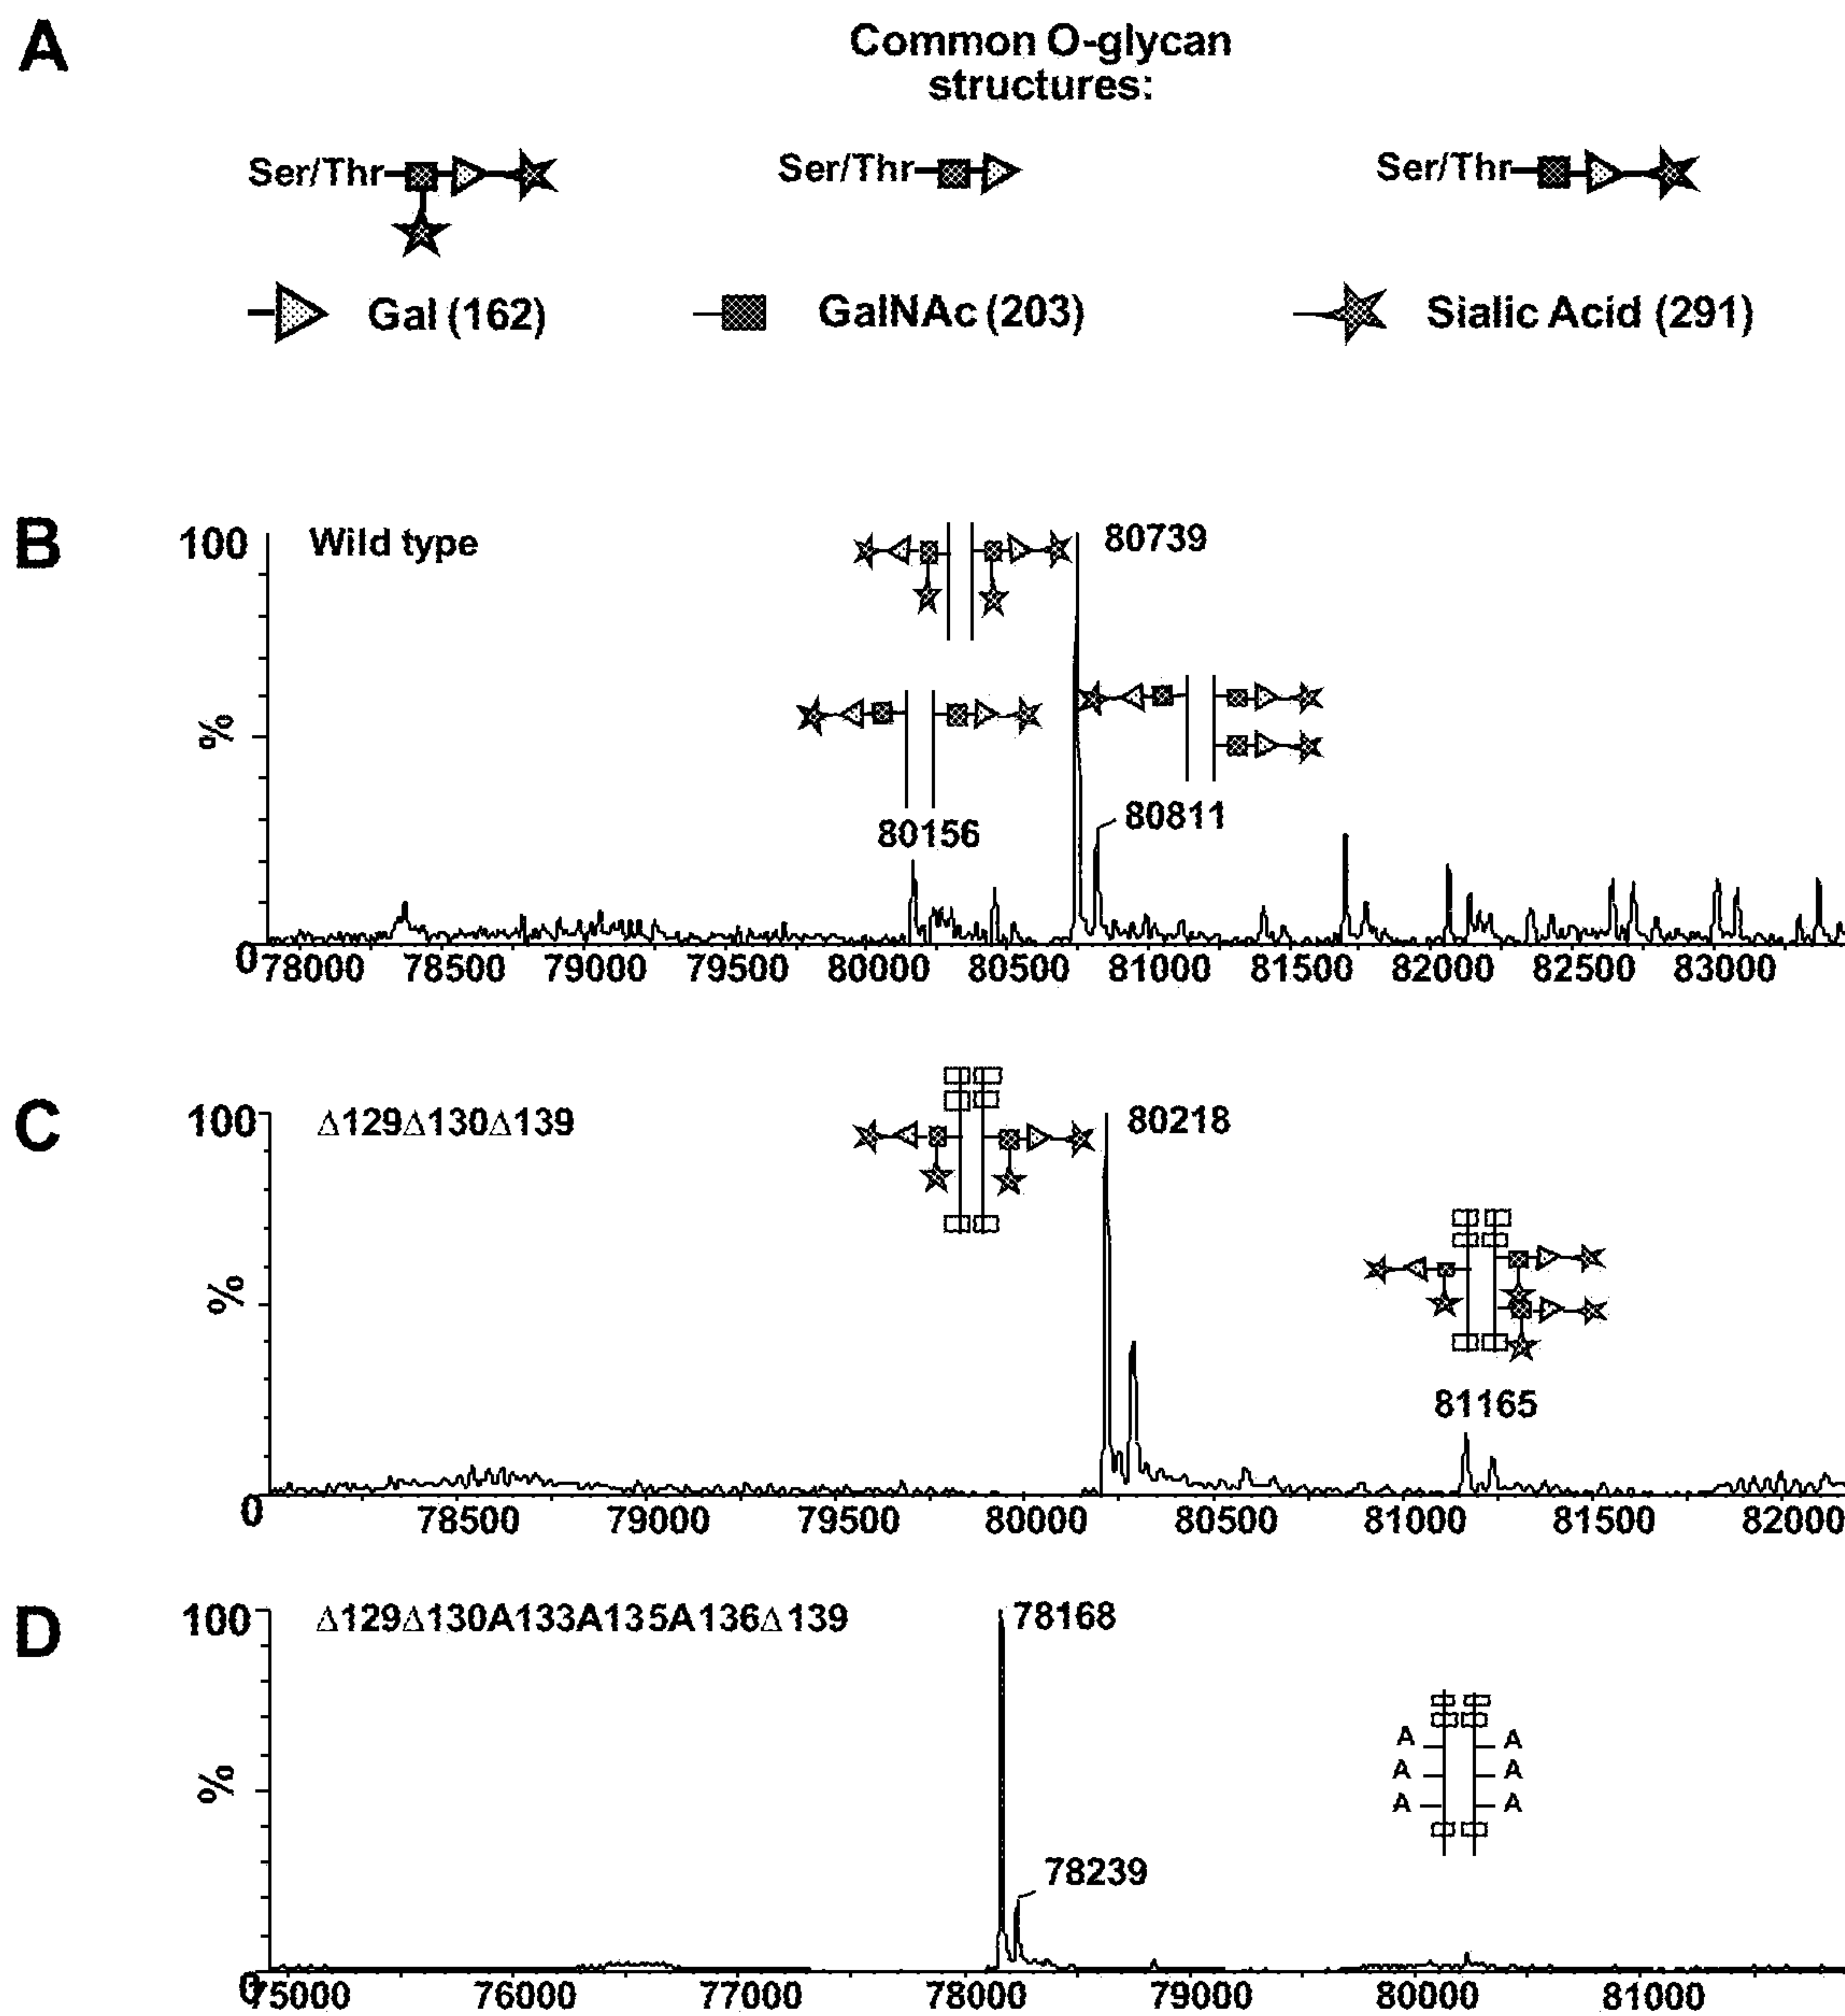 A
Common O-glycan
structures:
Ser/Thr
Ser/Thr
Ser/Thr
Gal (162)
GalNAc (203)
Sialic Acid (291)
B
100
Wild type
80739
80811
80156
%
0
78000 78500 79000 79500 80000 80500 81000 81500 82000 82500 83000
C
100
Δ129Δ130Δ139
80218
81165
%
0
78500 79000 79500 80000 80500 81000 81500 82000
D
100
Δ129Δ130A133A135A136Δ139
78168
A A
A A
A A
78239
%
0
75000 76000 77000 78000 79000 80000 81000